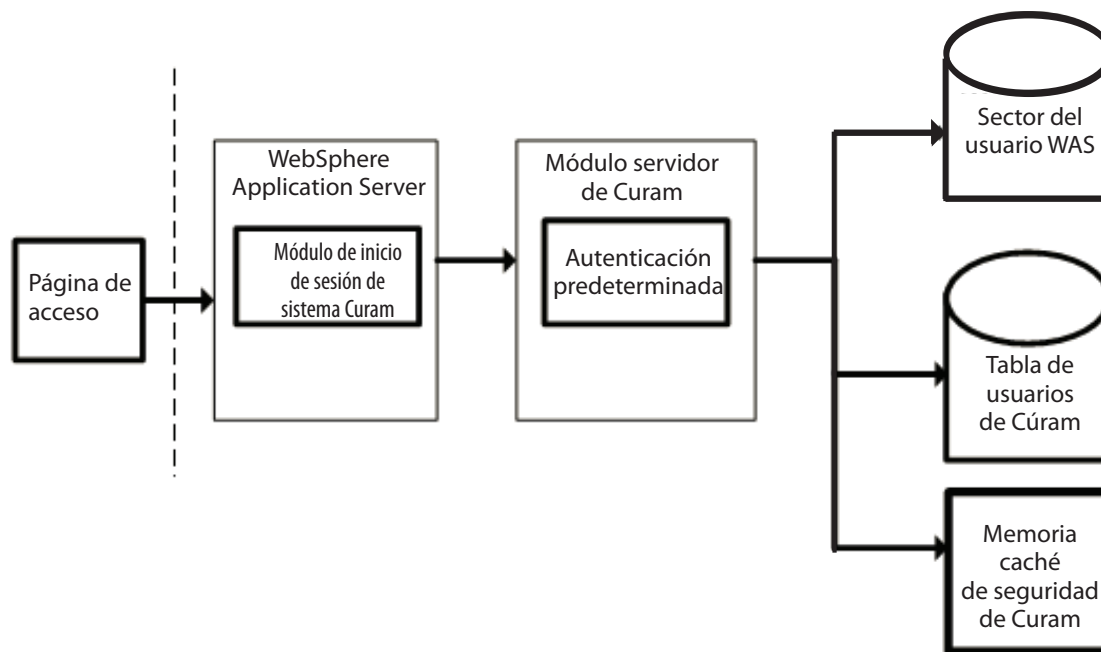 Página de
acceso
WebSphere
Application Server
Módulo de inicio
de sesión de
sistema Curam
Módulo servidor
de Curam
Autenticación
predeterminada
Sector del
usuario WAS
Tabla de
usuarios
de Cúram
Memoria
caché
de seguridad
de Curam